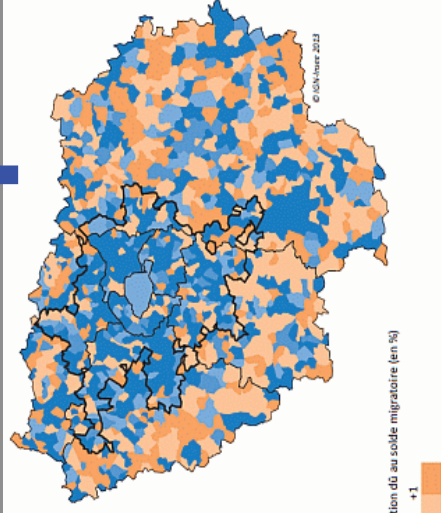 © IGN-Insee 2013
tion dû au solde migratoire (en %)
+1